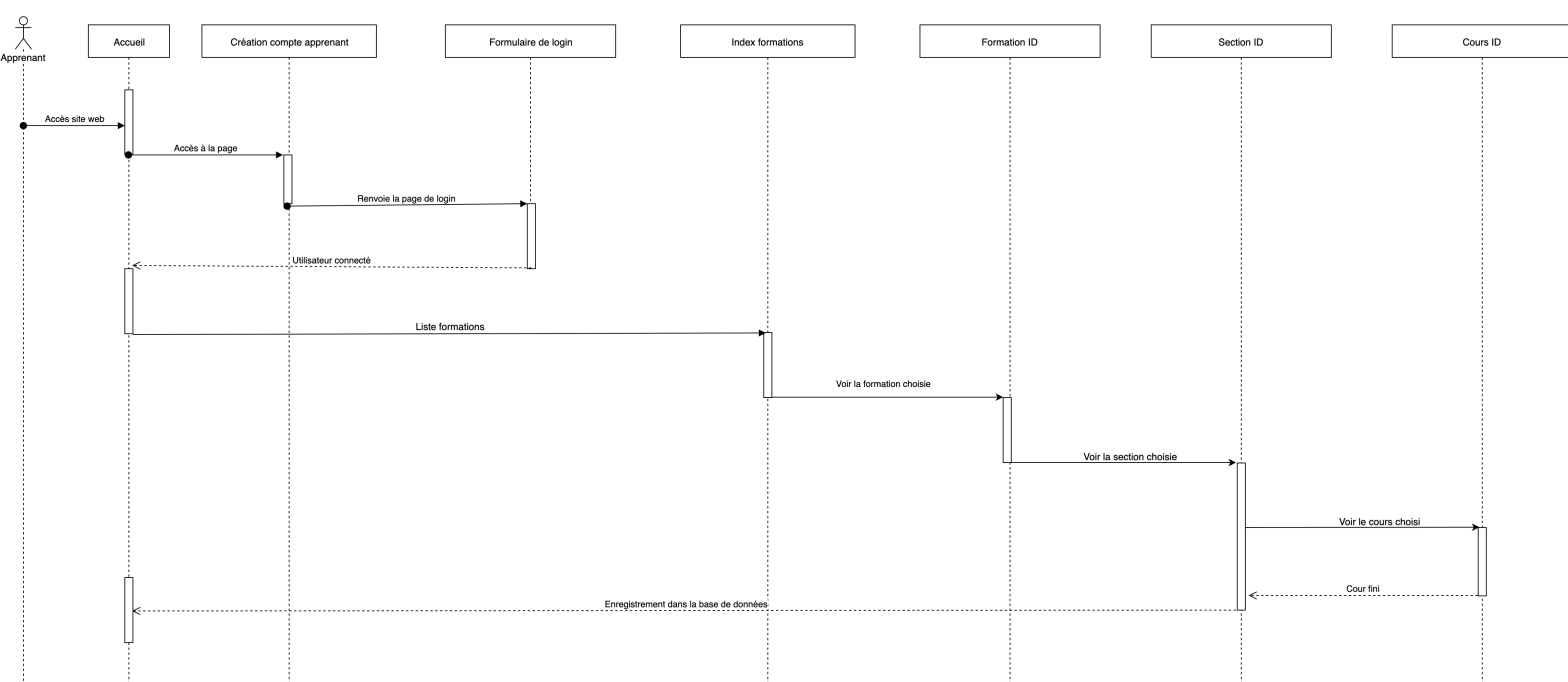 Apprenant
Accueil
Création compte apprenant
Formulaire de login
Index formations
Formation ID
Section ID
Cours ID
Accès site web
Accès à la page
Renvoie la page de login
Utilisateur connecté
Liste formations
Voir la formation choisie
Voir la section choisie
Voir le cours choisi
Cour fini
Enregistrement dans la base de données